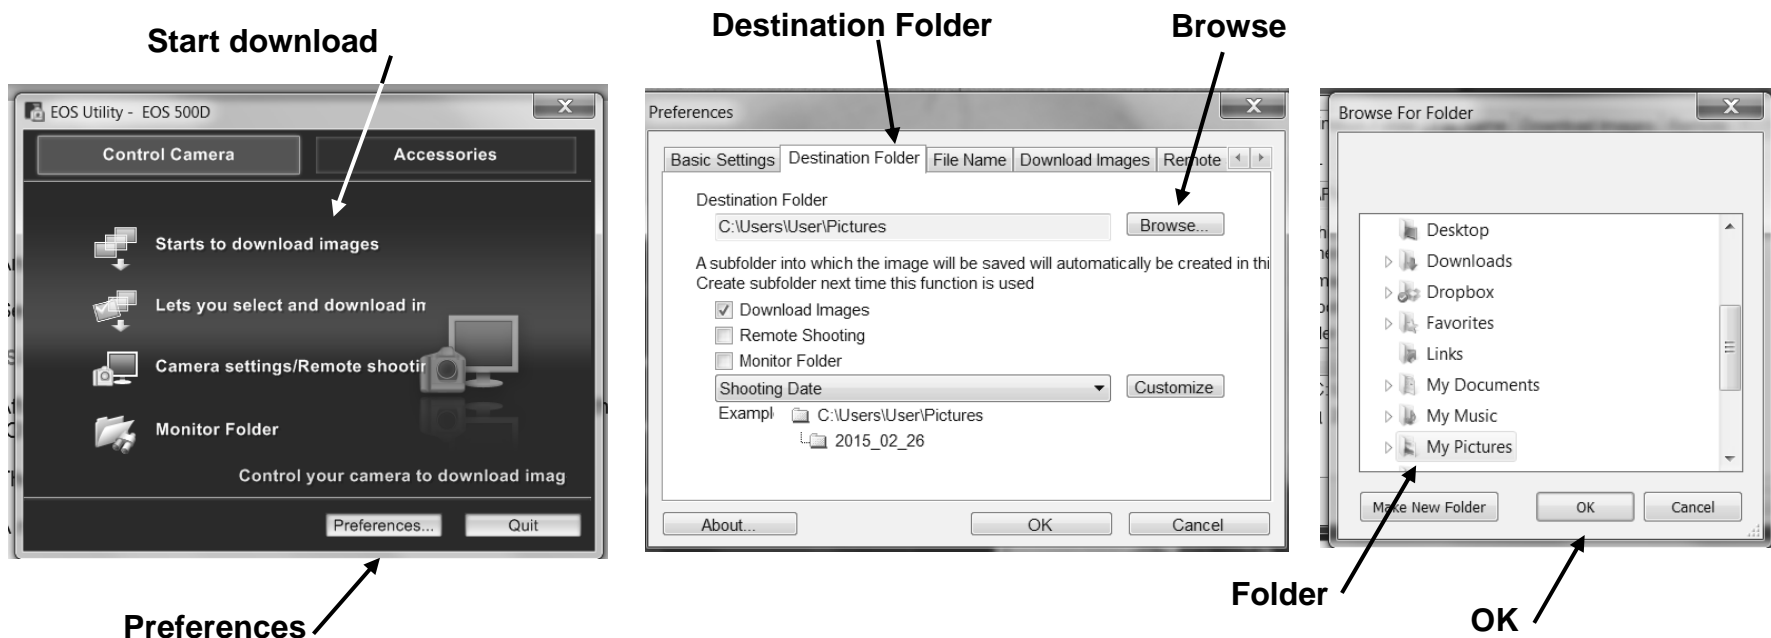 Start download
Destination Folder
Browse
EOS Utility - EOS 500D
Control Camera
Accessories
Starts to download images
Lets you select and download in
Camera settings/Remote shootin
Monitor Folder
Control your camera to download imag
Preferences...
Quit
Preferences
Preferences
Basic Settings
Destination Folder
File Name
Download Images
Remote
Destination Folder
C:\Users\User\Pictures
Browse...
A subfolder into which the image will be saved will automatically be created in thi
Create subfolder next time this function is used
Download Images
Remote Shooting
Monitor Folder
Shooting Date
Customize
Exampl
C:\Users\User\Pictures
2015_02_26
About...
OK
Cancel
Browse For Folder
Desktop
Downloads
Dropbox
Favorites
Links
My Documents
My Music
My Pictures
Make New Folder
OK
Cancel
Folder
OK